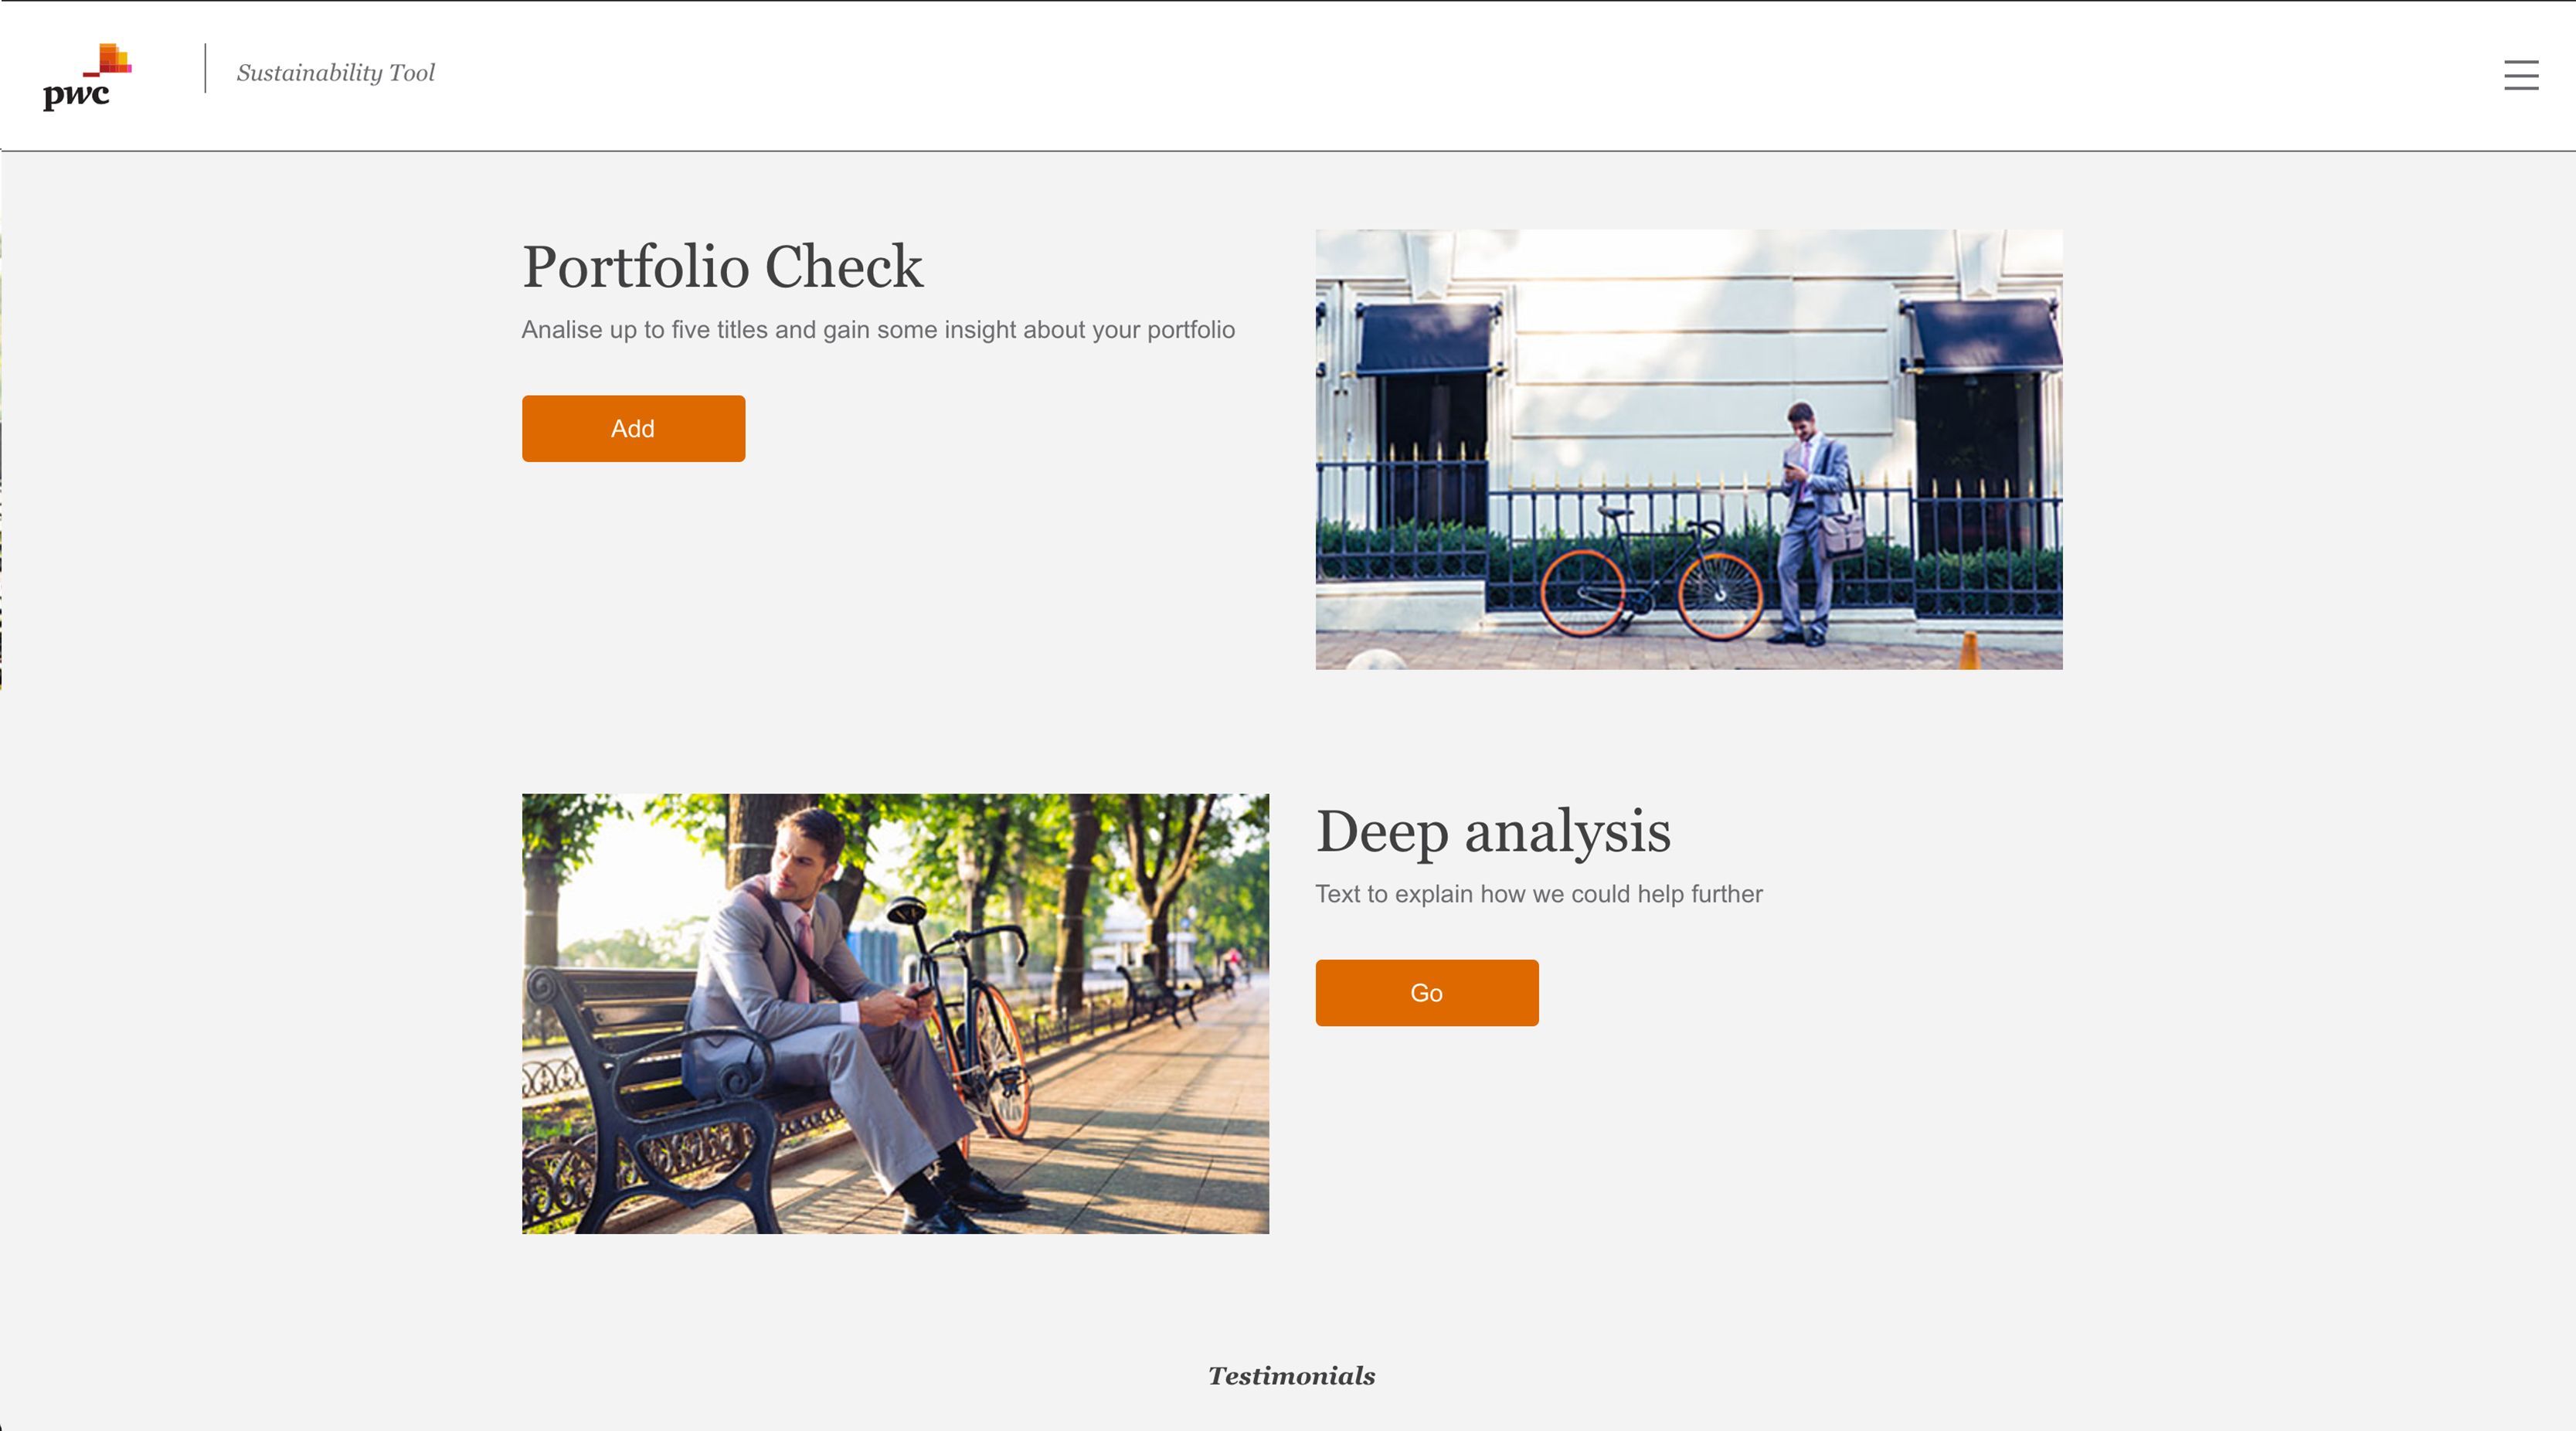 pwc
Sustainability Tool
Portfolio Check
Analise up to five titles and gain some insight about your portfolio
Add
Deep analysis
Text to explain how we could help further
Go
Testimonials